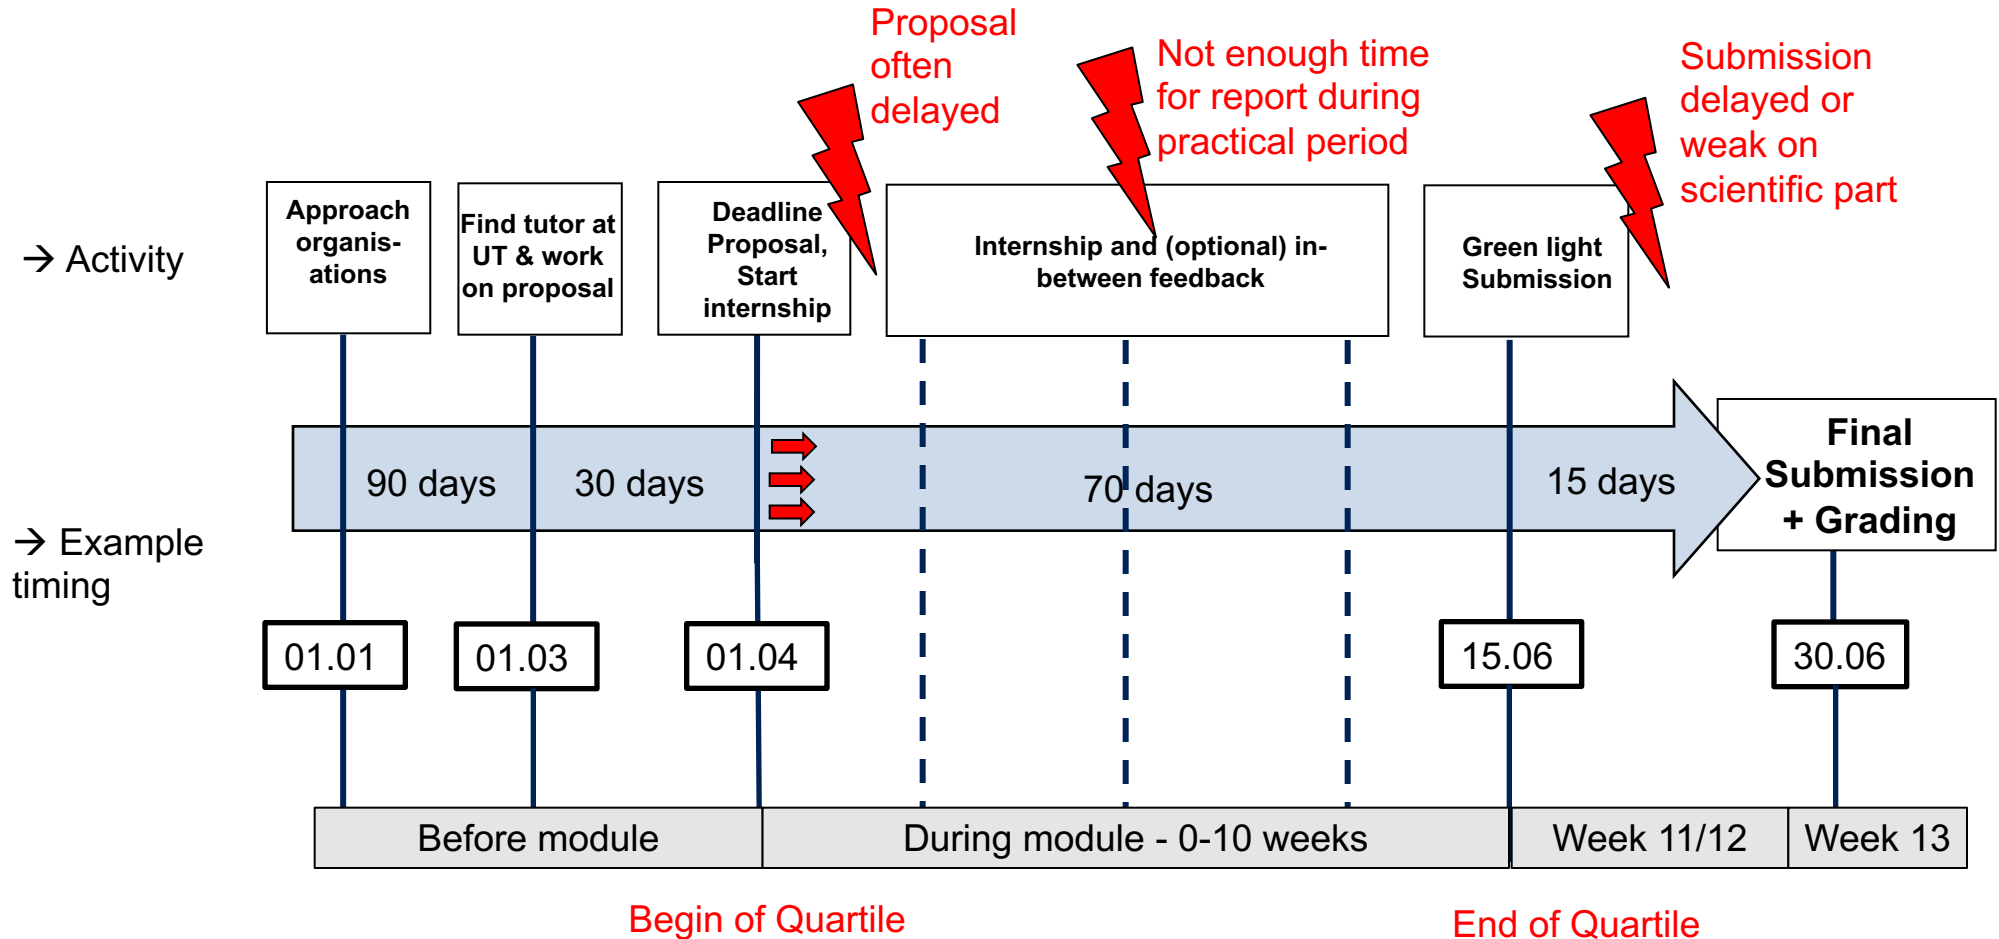 Proposal
often
delayed
Not enough time
for report during
practical period
Submission
delayed or
weak on
scientific part
→ Activity
Approach
organis-
ations
Find tutor at
UT & work
on proposal
Deadline
Proposal,
Start
internship
Internship and (optional) in-
between feedback
Green light
Submission
→ Example
timing
90 days
30 days
70 days
15 days
Final
Submission
+ Grading
01.01
01.03
01.04
15.06
30.06
Before module
During module - 0-10 weeks
Week 11/12
Week 13
Begin of Quartile
End of Quartile